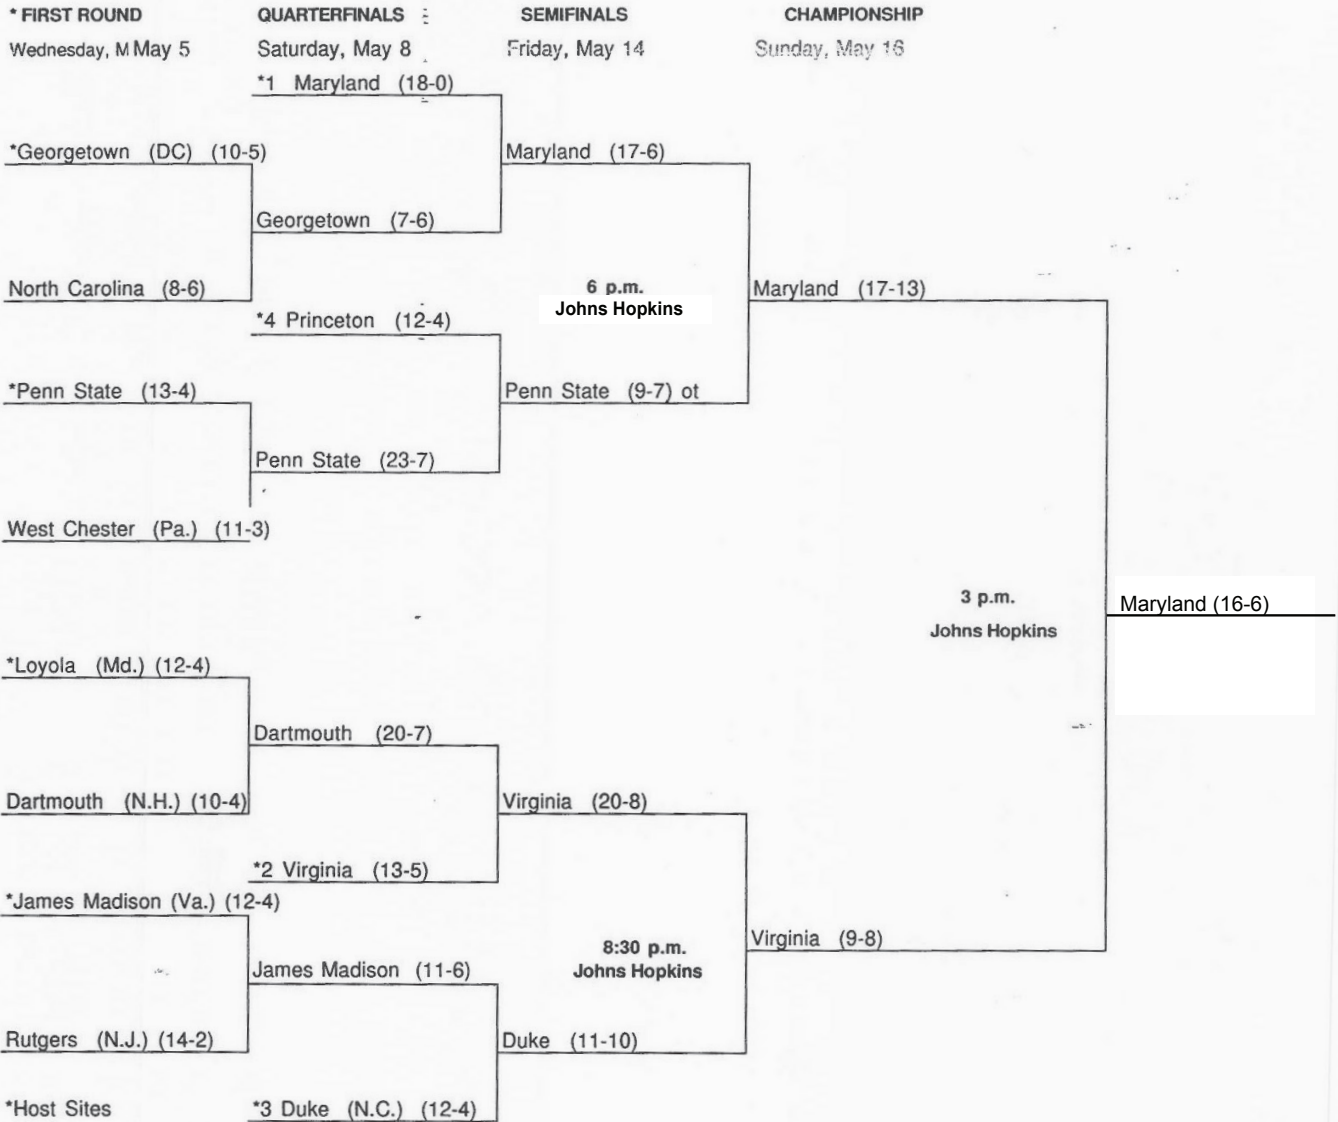 * FIRST ROUND QUARTERFINALS SEMIFINALS CHAMPIONSHIP
Wednesday, M May 5 Saturday, May 8 Friday, May 14 Sunday, May 16
*1 Maryland (18-0)
*Georgetown (DC) (10-5) Maryland (17-6)
Georgetown (7-6)
North Carolina (8-6) 6 p.m. Maryland (17-13)
Johns Hopkins
*4 Princeton (12-4)
*Penn State (13-4) Penn State (9-7) ot
Penn State (23-7)
West Chester (Pa.) (11-3)
3 p.m. Maryland (16-6)
Johns Hopkins
*Loyola (Md.) (12-4)
Dartmouth (20-7)
Dartmouth (N.H.) (10-4) Virginia (20-8)
*2 Virginia (13-5)
*James Madison (Va.) (12-4)
8:30 p.m. Virginia (9-8)
James Madison (11-6) Johns Hopkins
Rutgers (N.J.) (14-2) Duke (11-10)
*Host Sites *3 Duke (N.C.) (12-4)